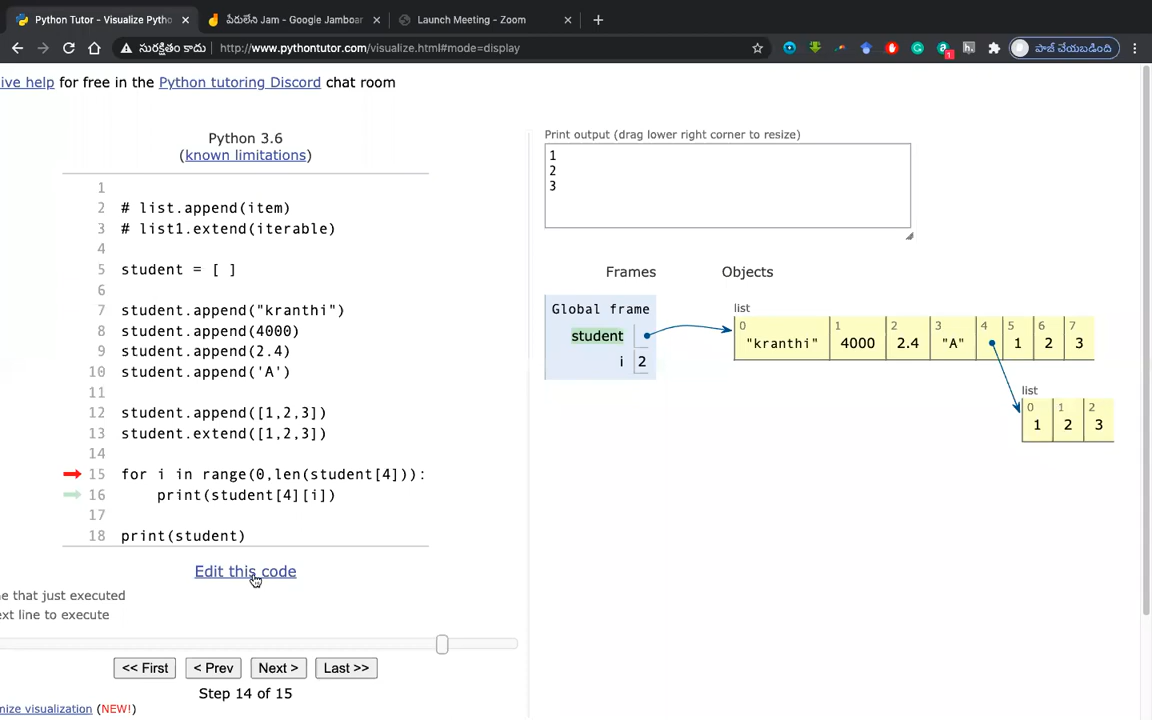 Python Tutor - Visualize Pytho
పేరులేని Jam - Google Jamboar
Launch Meeting - Zoom
సురక్షితం కాదు
http://www.pythontutor.com/visualize.html#mode=display
పాజ్ చేయబడింది
ive help for free in the Python tutoring Discord chat room
Python 3.6
(known limitations)
1
2 # list.append(item)
3 # list1.extend(iterable)
4
5 student = [ ]
6
7 student.append("kranthi")
8 student.append(4000)
9 student.append(2.4)
10 student.append('A')
11
12 student.append([1,2,3])
13 student.extend([1,2,3])
14
15 for i in range(0,len(student[4])):
16 print(student[4][i])
17
18 print(student)
Edit this code
e that just executed
ext line to execute
<< First < Prev Next > Last >>
Step 14 of 15
nize visualization (NEW!)
Print output (drag lower right corner to resize)
1
2
3
Frames Objects
Global frame
student
i 2
list
0 1 2 3 4 5 6 7
"kranthi" 4000 2.4 "A" 1 2 3
list
0 1 2
1 2 3